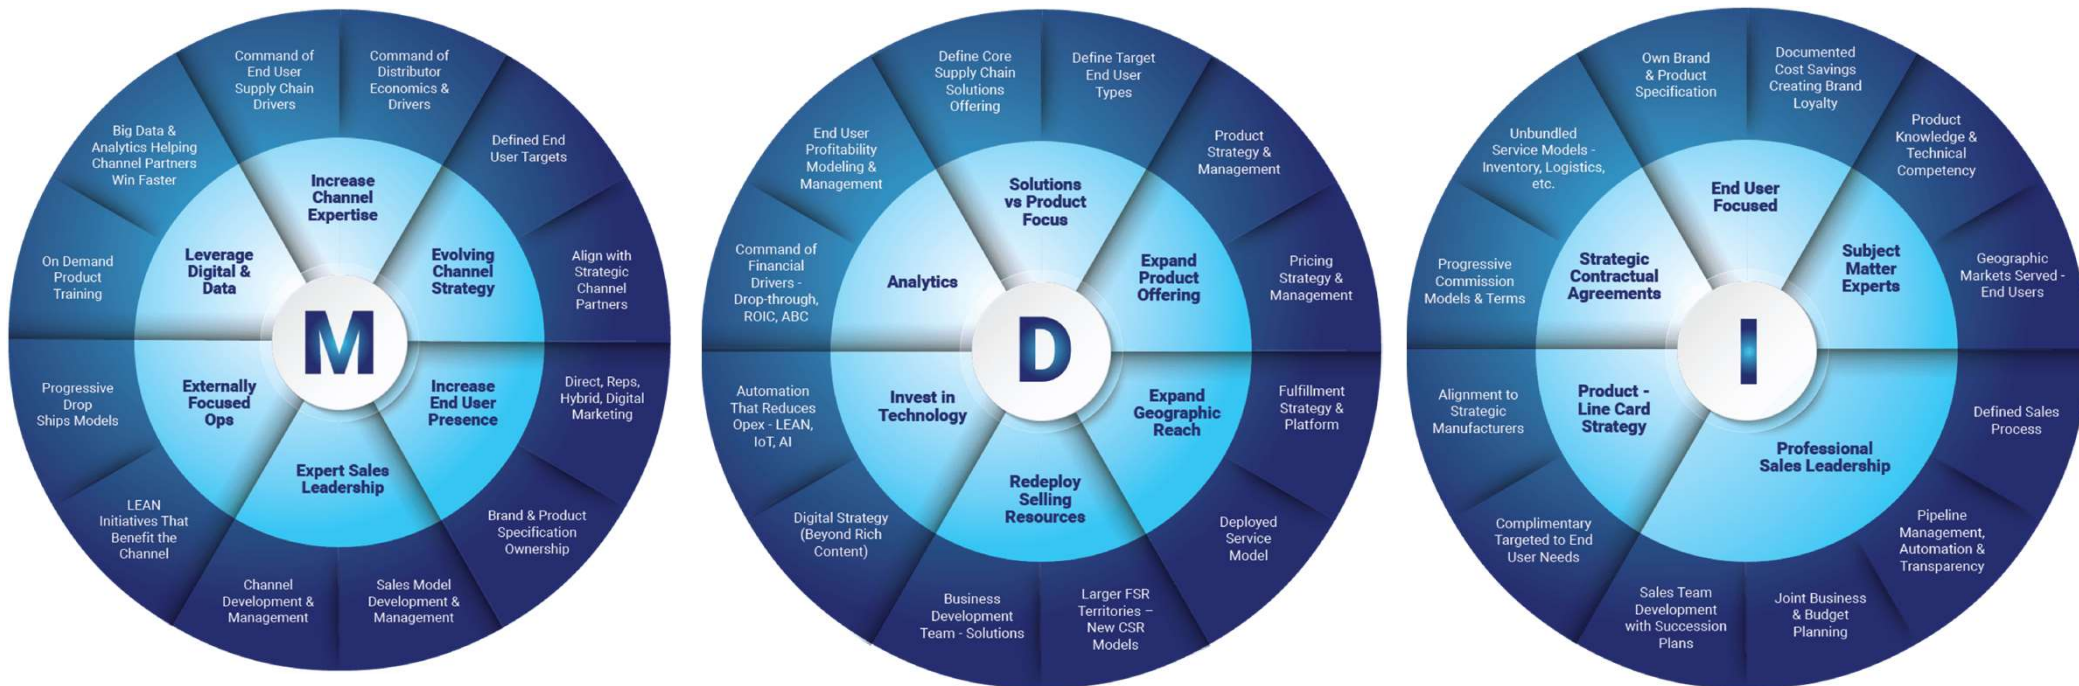 Command of
End User
Supply Chain
Drivers
Command of
Distributor
Economics &
Drivers
Defined End
User Targets
Align with
Strategic
Channel
Partners
Direct, Reps,
Hybrid, Digital
Marketing
Brand & Product
Specification
Ownership
Sales Model
Development &
Management
Channel
Development &
Management
LEAN
Initiatives That
Benefit the
Channel
Progressive
Drop
Ships Models
On Demand
Product
Training
Big Data &
Analytics Helping
Channel Partners
Win Faster
Increase
Channel
Expertise
Evolving
Channel
Strategy
Increase
End User
Presence
Expert Sales
Leadership
Externally
Focused
Ops
Leverage
Digital &
Data
M
Define Core
Supply Chain
Solutions
Offering
Define Target
End User
Types
Product
Strategy &
Management
Pricing
Strategy &
Management
Fulfillment
Strategy &
Platform
Deployed
Service
Model
Larger FSR
Territories –
New CSR
Models
Business
Development
Team - Solutions
Digital Strategy
(Beyond Rich
Content)
Automation
That Reduces
Opex - LEAN,
IoT, AI
Command of
Financial
Drivers -
Drop-through,
ROIC, ABC
End User
Profitability
Modeling &
Management
Solutions
vs Product
Focus
Expand
Product
Offering
Expand
Geographic
Reach
Redeploy
Selling
Resources
Invest in
Technology
Analytics
D
Own Brand
& Product
Specification
Documented
Cost Savings
Creating Brand
Loyalty
Product
Knowledge &
Technical
Competency
Geographic
Markets Served -
End Users
Defined Sales
Process
Pipeline
Management,
Automation &
Transparency
Joint Business
& Budget
Planning
Sales Team
Development
with Succession
Plans
Complimentary
Targeted to End
User Needs
Alignment to
Strategic
Manufacturers
Progressive
Commission
Models & Terms
Unbundled
Service Models -
Inventory, Logistics,
etc.
End User
Focused
Subject
Matter
Experts
Professional
Sales Leadership
Product -
Line Card
Strategy
Strategic
Contractual
Agreements
I